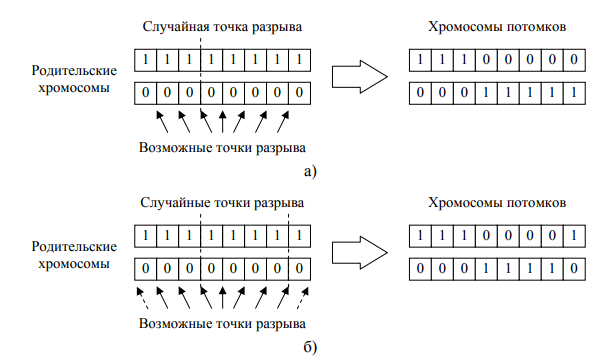 Случайная точка разрыва
Хромосомы потомков
Родительские
хромосомы
1 1 1 1 1 1 1 1
0 0 0 0 0 0 0 0
1 1 1 0 0 0 0 0
0 0 0 1 1 1 1 1
Возможные точки разрыва
а)
Случайные точки разрыва
Хромосомы потомков
Родительские
хромосомы
1 1 1 1 1 1 1 1
0 0 0 0 0 0 0 0
1 1 1 0 0 0 0 1
0 0 0 1 1 1 1 0
Возможные точки разрыва
б)